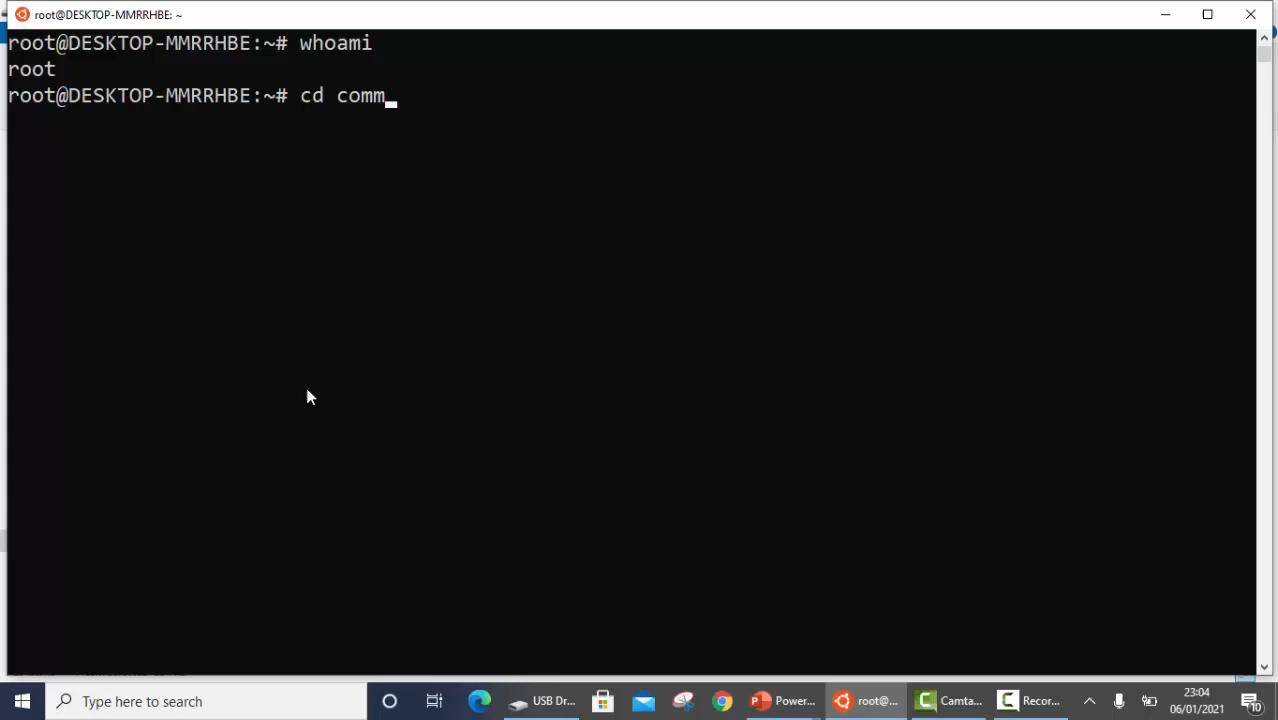 root@DESKTOP-MMRRHBE: ~
root@DESKTOP-MMRRHBE:~# whoami
root
root@DESKTOP-MMRRHBE:~# cd comm
Type here to search
USB Dr...
Power...
root@...
Camta...
Recor...
23:04
06/01/2021
10